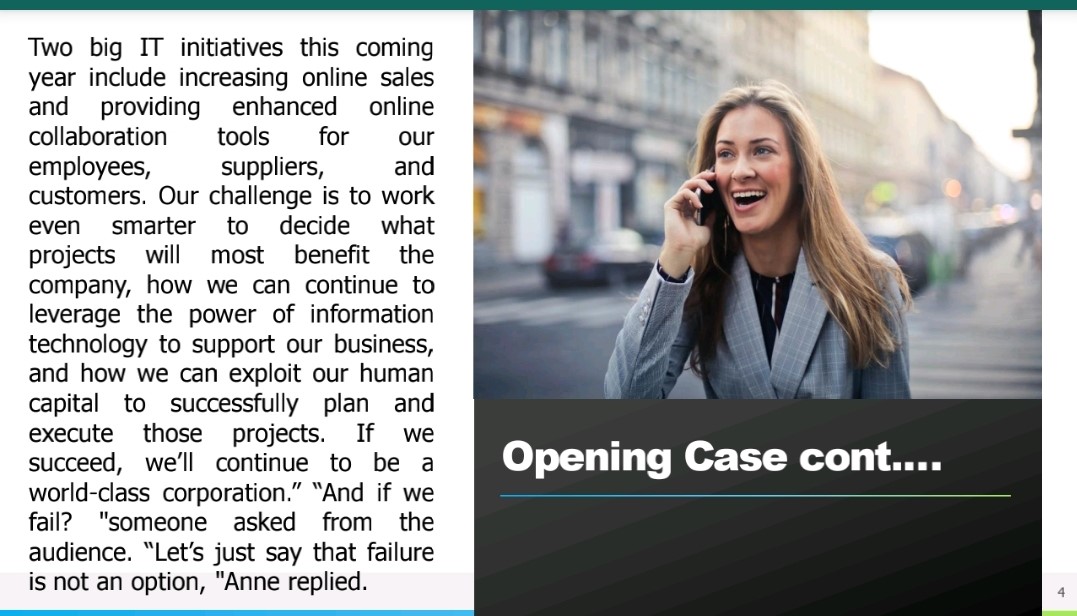 Two big IT initiatives this coming
year include increasing online sales
and providing enhanced online
collaboration tools for our
employees, suppliers, and
customers. Our challenge is to work
even smarter to decide what
projects will most benefit the
company, how we can continue to
leverage the power of information
technology to support our business,
and how we can exploit our human
capital to successfully plan and
execute those projects. If we
succeed, we’ll continue to be a
world-class corporation.” “And if we
fail? "someone asked from the
audience. “Let’s just say that failure
is not an option, "Anne replied.
Opening Case cont....
4